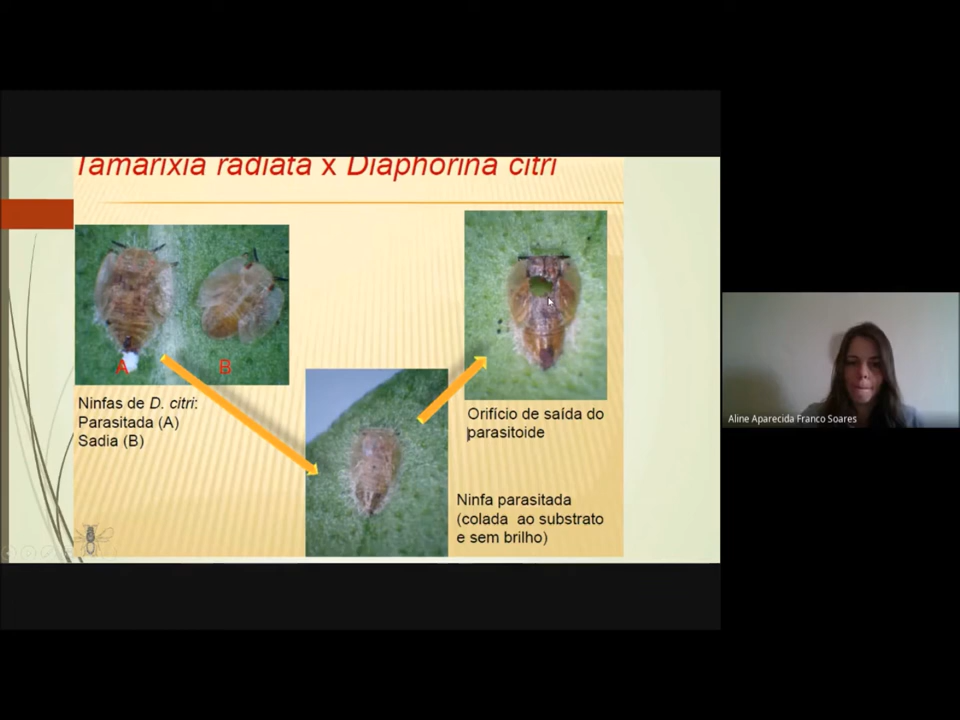 Tamarixia radiata x Diaphorina citri
A
B
Ninfas de D. citri:
Parasitada (A)
Sadia (B)
Orifício de saída do
parasitoide
Ninfa parasitada
(colada ao substrato
e sem brilho)
Aline Aparecida Franco Soares